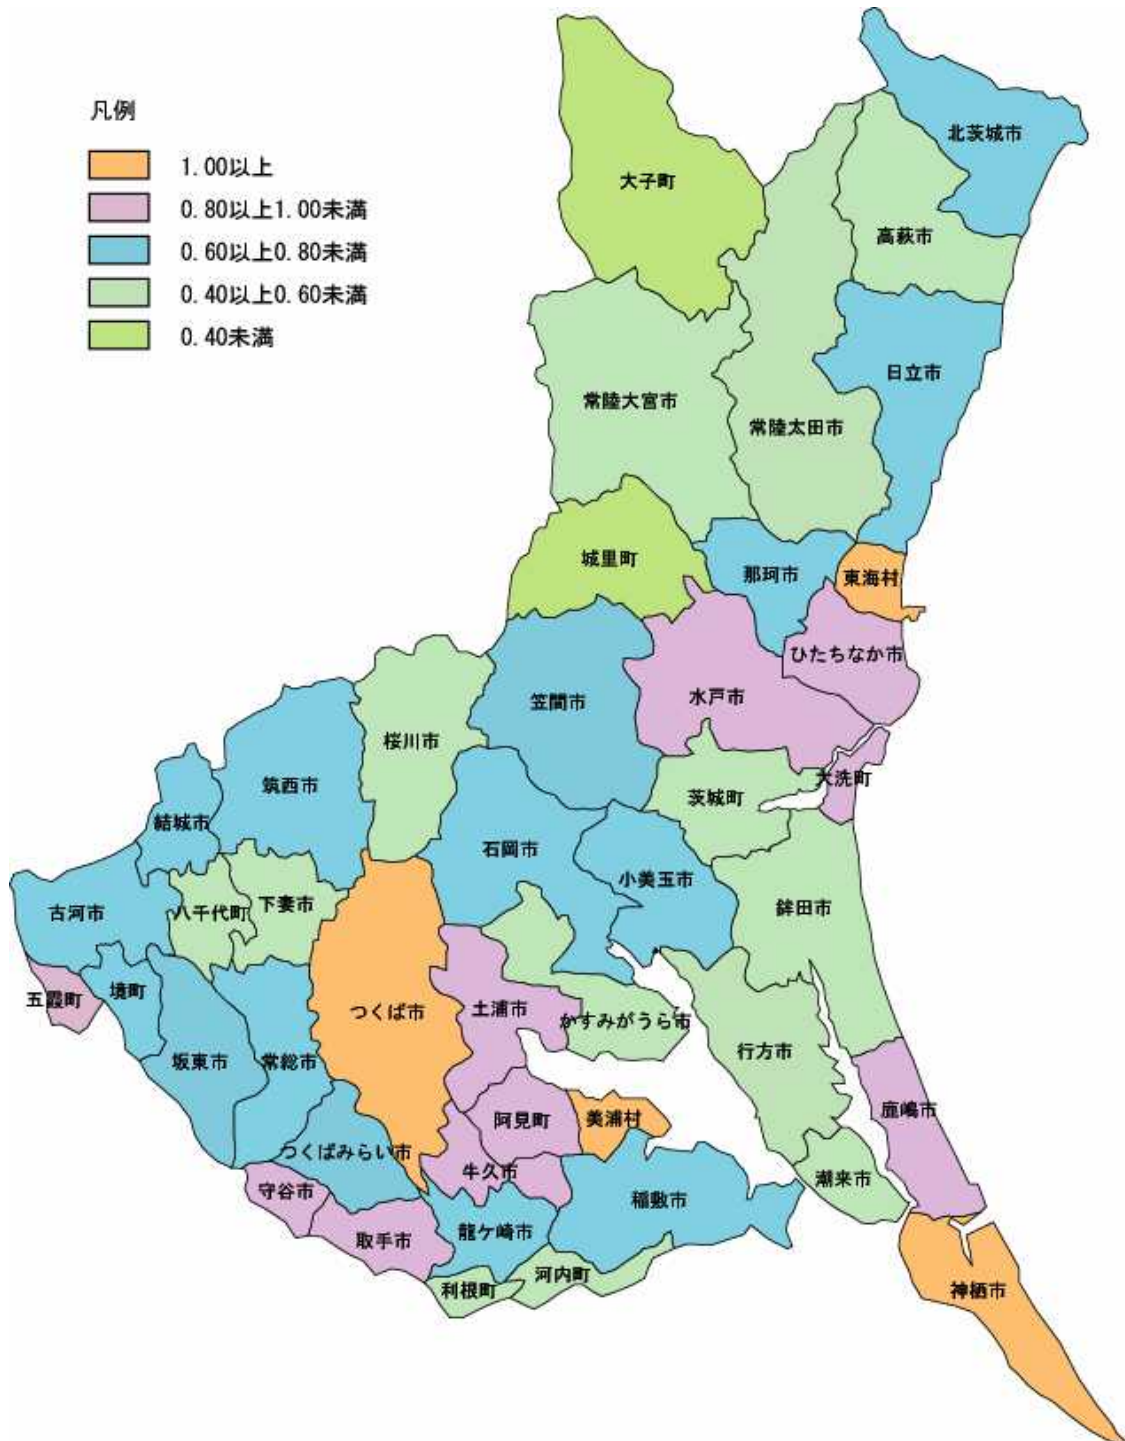 凡例
1.00以上
0.80以上1.00未満
0.60以上0.80未満
0.40以上0.60未満
0.40未満
北茨城市
大子町
高萩市
日立市
常陸大宮市
常陸太田市
城里町
那珂市
東海村
ひたちなか市
笠間市
水戸市
桜川市
大洗町
筑西市
茨城町
結城市
石岡市
小美玉市
古河市
八千代町
下妻市
鉾田市
五霞町
境町
つくば市
土浦市
かすみがうら市
坂東市
常総市
行方市
阿見町
美浦村
鹿嶋市
つくばみらい市
牛久市
守谷市
稲敷市
潮来市
取手市
龍ケ崎市
利根町
河内町
神栖市